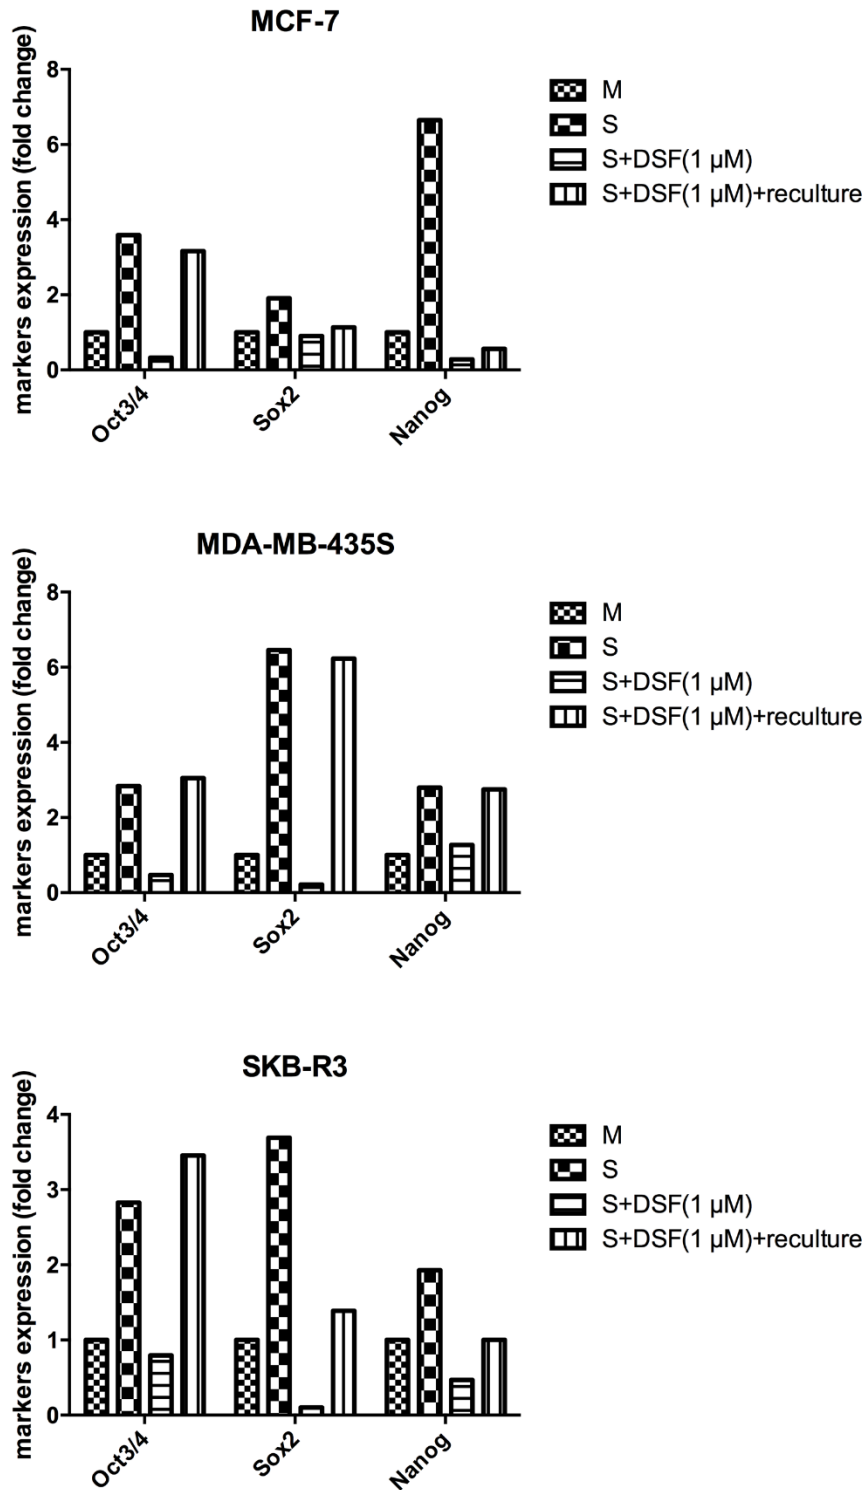 MCF-7
markers expression (fold change)
8
6
4
2
0
Oct3/4
Sox2
Nanog
M
S
S+DSF(1 μM)
S+DSF(1 μM)+reculture
MDA-MB-435S
markers expression (fold change)
8
6
4
2
0
Oct3/4
Sox2
Nanog
M
S
S+DSF(1 μM)
S+DSF(1 μM)+reculture
SKB-R3
markers expression (fold change)
4
3
2
1
0
Oct3/4
Sox2
Nanog
M
S
S+DSF(1 μM)
S+DSF(1 μM)+reculture